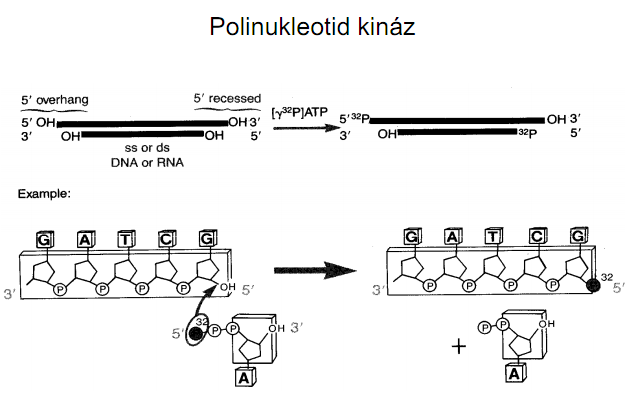 Polinukleotid kináz
5′ overhang 5′ recessed
5′ OH OH 3′ [γ³²P]ATP 5′³²P OH 3′
3′ OH OH 5′ 3′ OH ³²P 5′
ss or ds
DNA or RNA
Example:
G A T C G G A T C G
P P P P OH P P P P 32
3′ 5′ 3′ 5′
32
5′ P P OH 3′ P P OH
+
A A